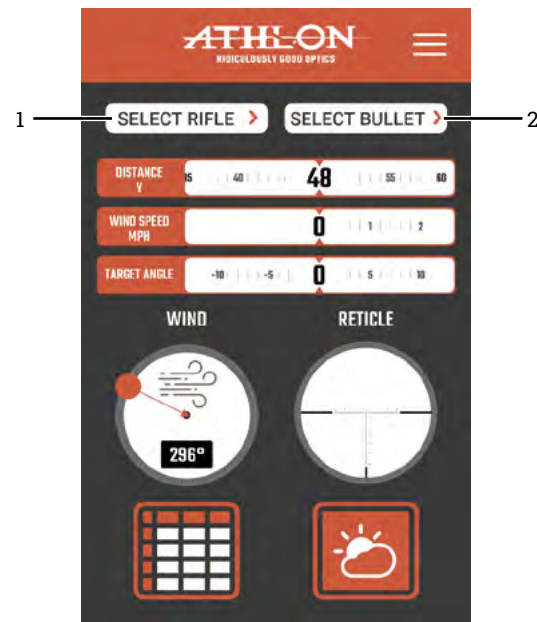 ATHLON
RIDICULOUSLY GOOD OPTICS
1 SELECT RIFLE > SELECT BULLET > 2
DISTANCE
Y
40 48 55 60
WIND SPEED
MPH
0 1 2
TARGET ANGLE -10 -5 0 5 10
WIND RETICLE
296°